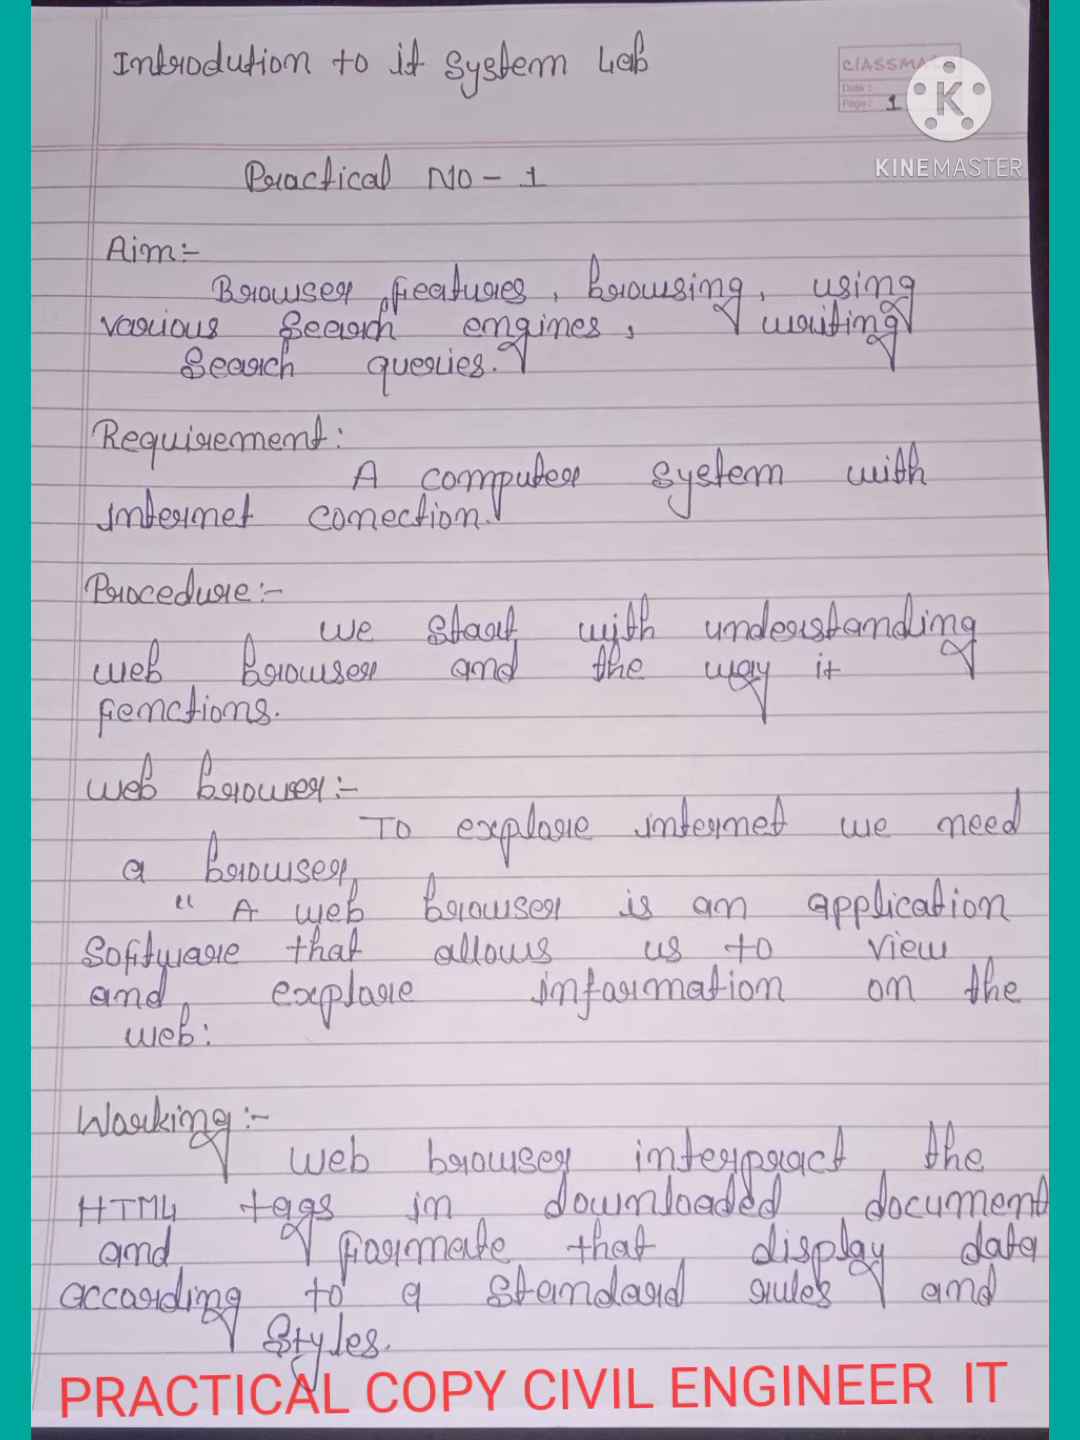 Introdution to it System Lab
CLASSMA
Date :
Page : 1
K
KINEMASTER
Practical No - 1
Aim:-
Browser features, browsing, using
various Search engines, writing
Search queries.
Requirement:
A computer system with
internet conection.
Procedure:-
We start with understanding
web browser and the way it
fenctions.
Web browser:-
To explore internet we need
a browser,
" A web browser is an application
Software that allows us to view
and explore information on the
web:
Working:-
Web browser interpract the
HTML tags in downloaded document
and formate that display data
according to a standard rules and
Styles.
PRACTICAL COPY CIVIL ENGINEER IT